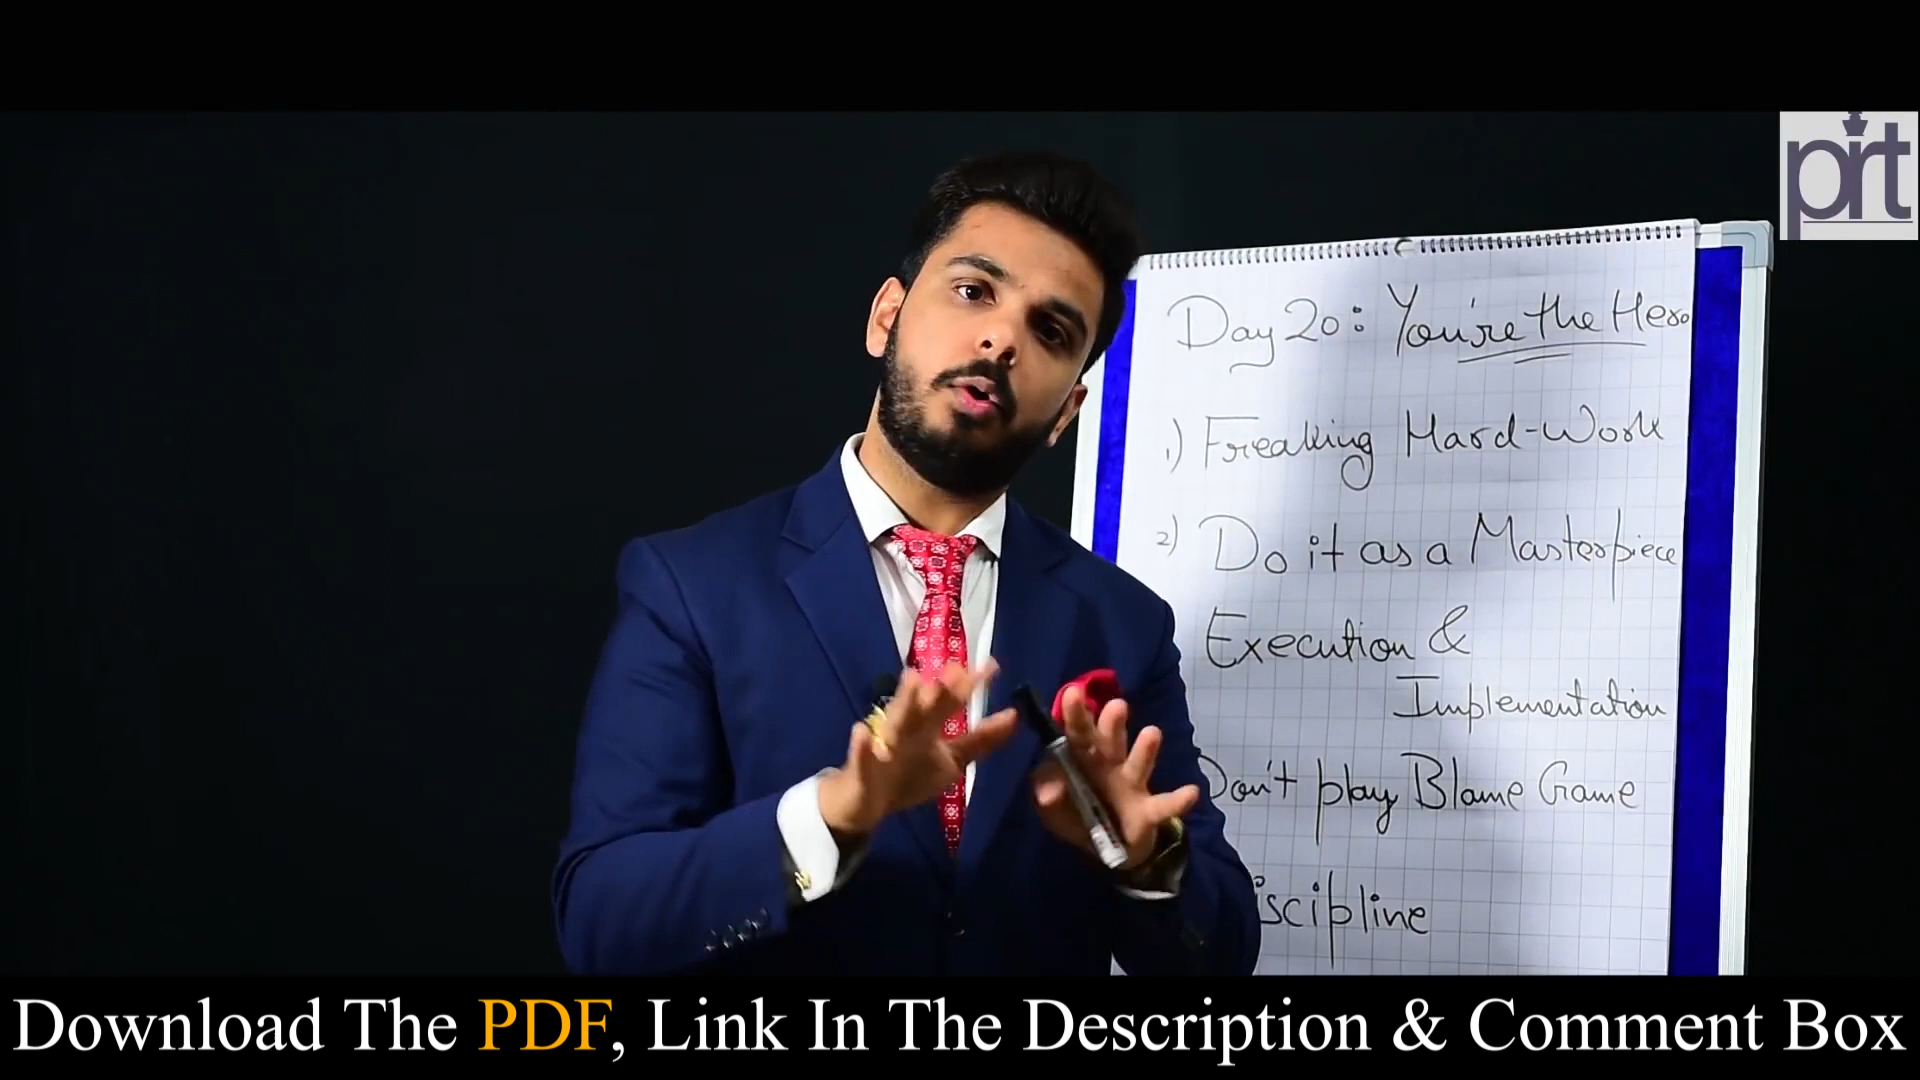 prt
Day 20: You're the Hero
1) Freaking Hard-Work
2) Do it as a Masterpiece
Execution &
Implementation
Don't play Blame Game
iscipline
Download The PDF, Link In The Description & Comment Box